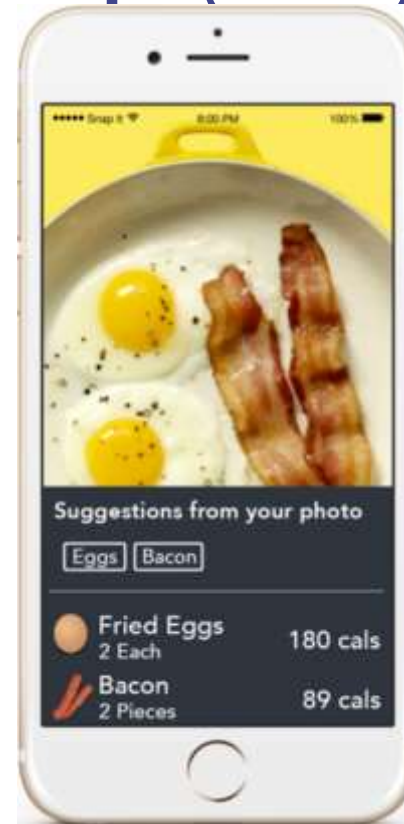 Snap It 8:00 PM 100%
Suggestions from your photo
Eggs Bacon
Fried Eggs 180 cals
2 Each
Bacon 89 cals
2 Pieces